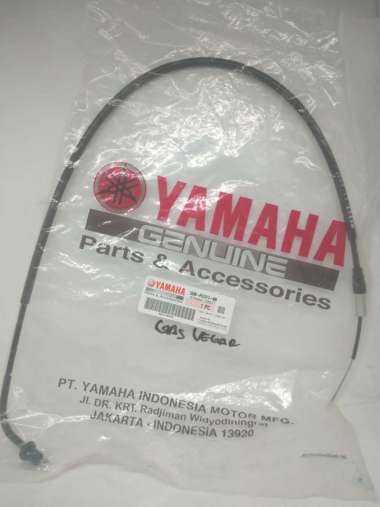 YAMAHA
GENUINE
Parts & Accessories
YAMAHA
GAS VEGAR
PT. YAMAHA INDONESIA MOTOR MFG.
Jl. DR. KRT. Radjiman Widyodiningrat
JAKARTA - INDONESIA 13920